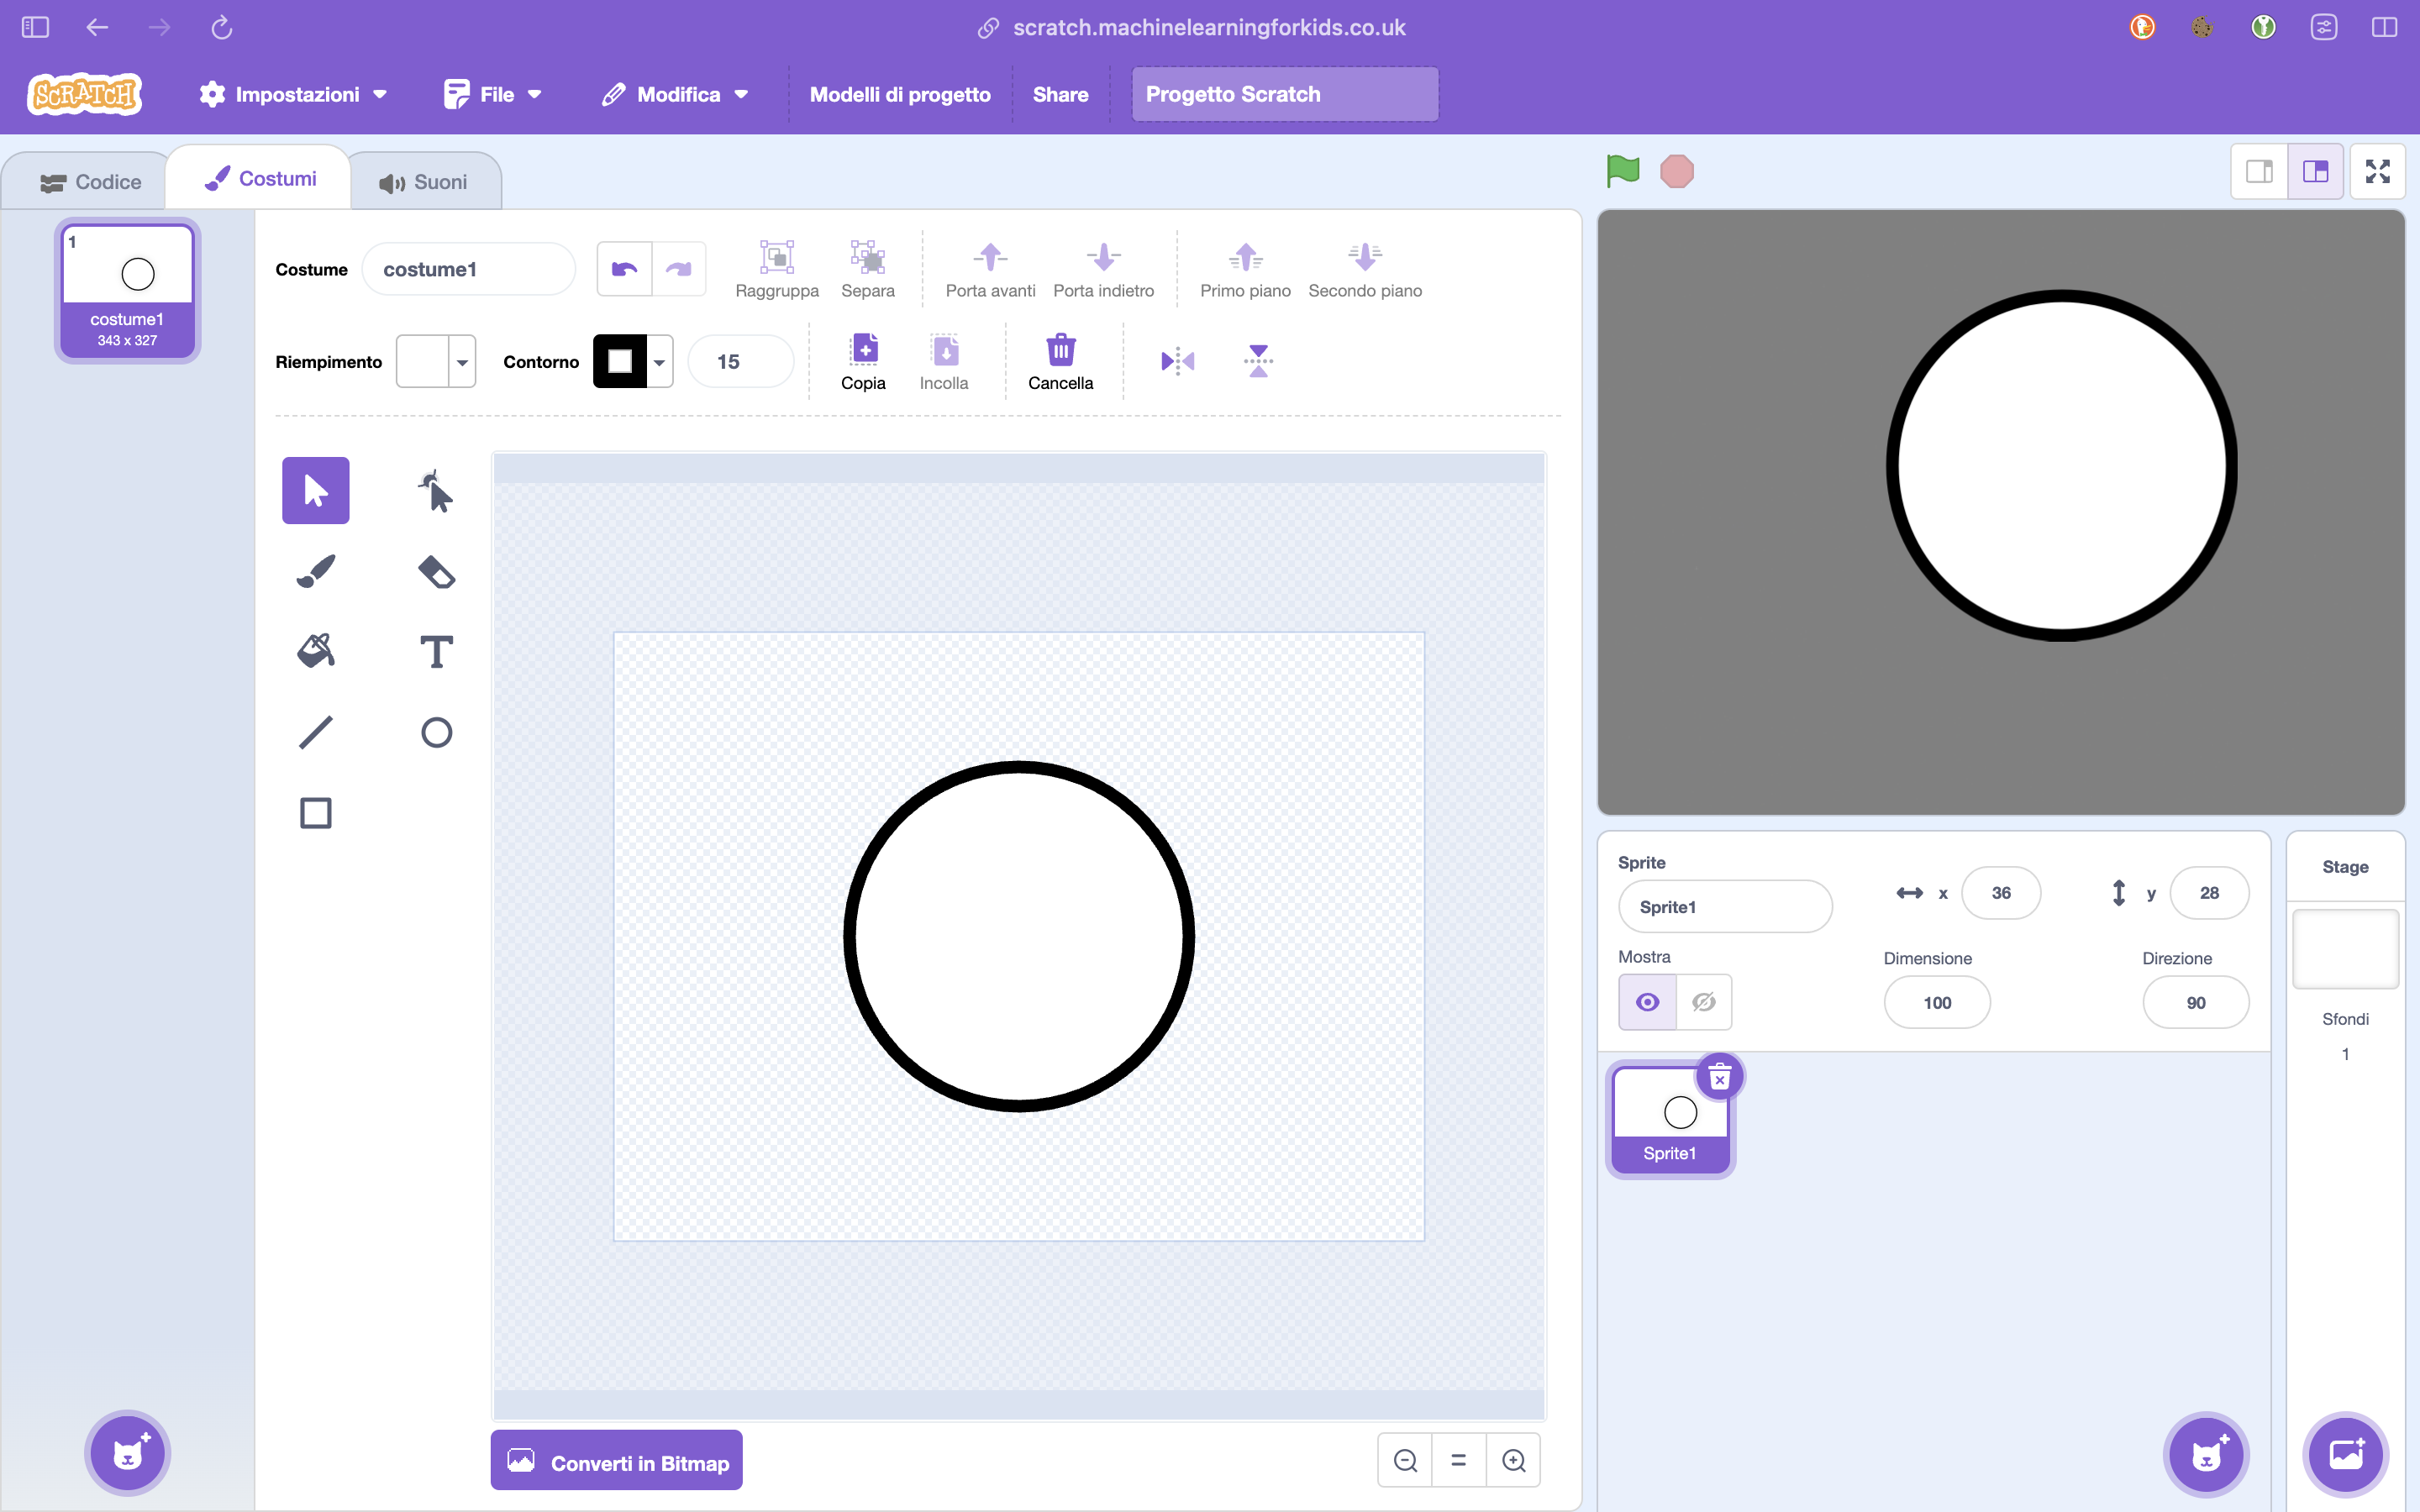 scratch.machinelearningforkids.co.uk
SCRATCH Impostazioni File Modifica Modelli di progetto Share Progetto Scratch
Codice Costumi Suoni
1
costume1
343 x 327
Costume costume1 Raggruppa Separa Porta avanti Porta indietro Primo piano Secondo piano
Riempimento Contorno 15 Copia Incolla Cancella
Converti in Bitmap
Sprite
Sprite1 x 36 y 28
Mostra Dimensione Direzione
100 90
Sprite1
Stage
Sfondi
1